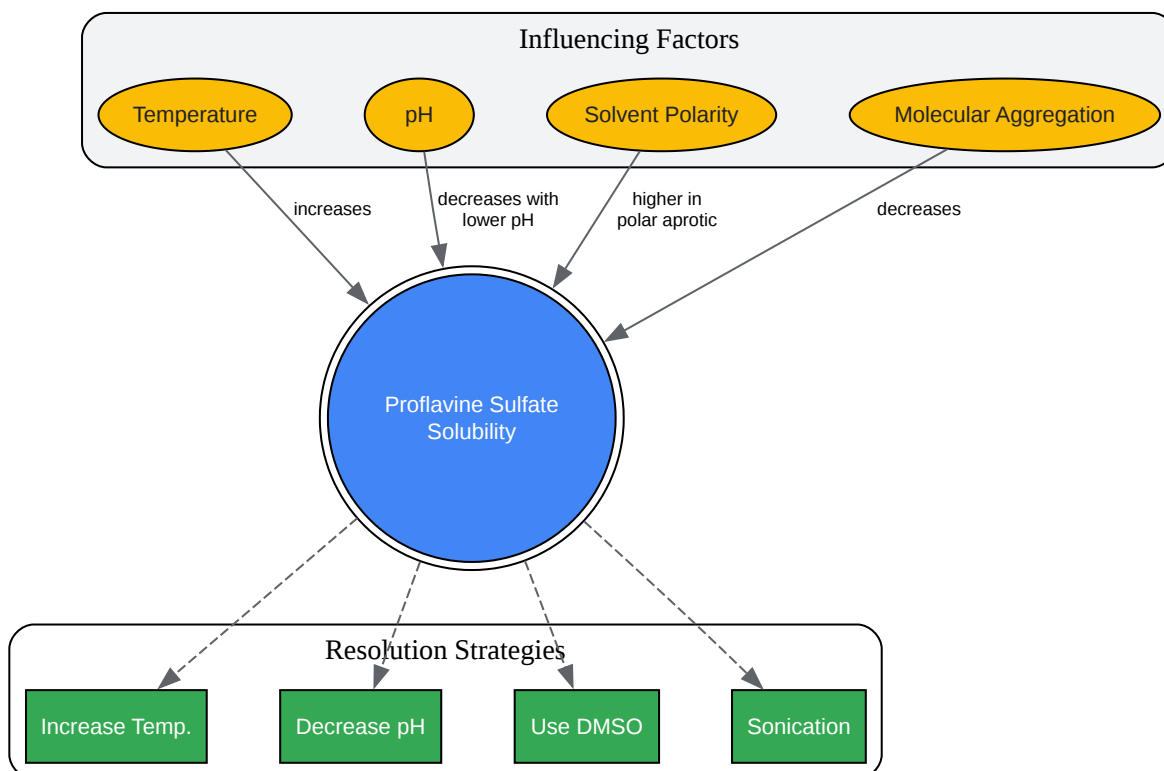 Influencing Factors
Temperature
pH
Solvent Polarity
Molecular Aggregation
increases
decreases with
lower pH
higher in
polar aprotic
decreases
Proflavine Sulfate
Solubility
Resolution Strategies
Increase Temp.
Decrease pH
Use DMSO
Sonication